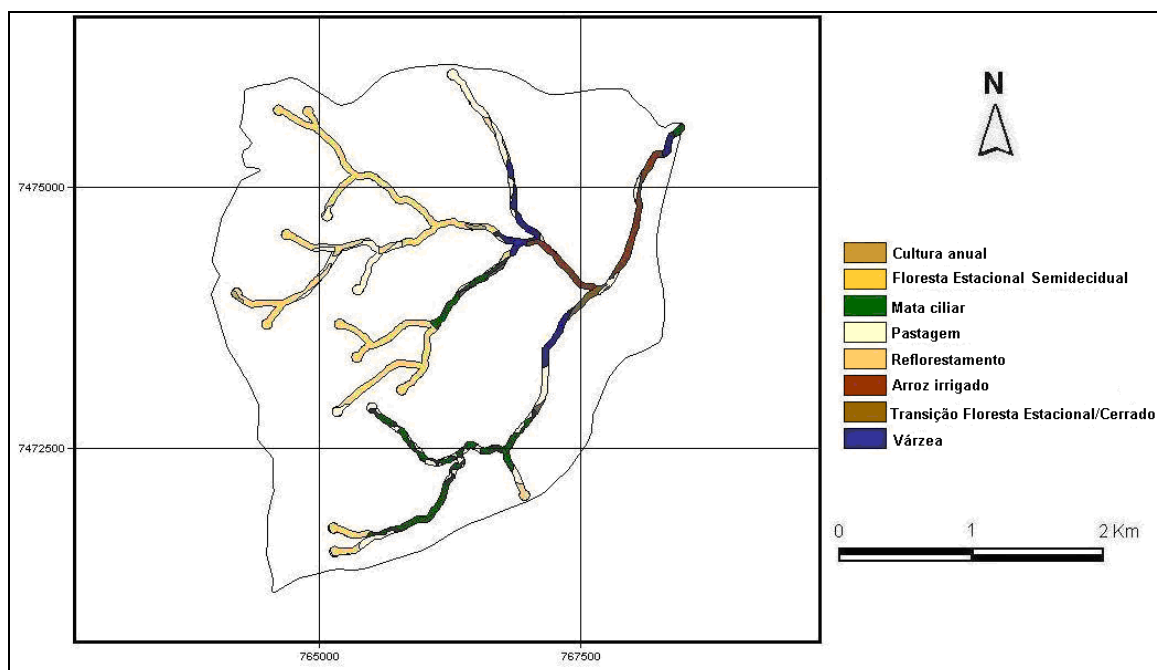 N
7475000
7472500
765000
767500
Cultura anual
Floresta Estacional Semidecidual
Mata ciliar
Pastagem
Reflorestamento
Arroz irrigado
Transição Floresta Estacional/Cerrado
Várzea
0 1 2 Km